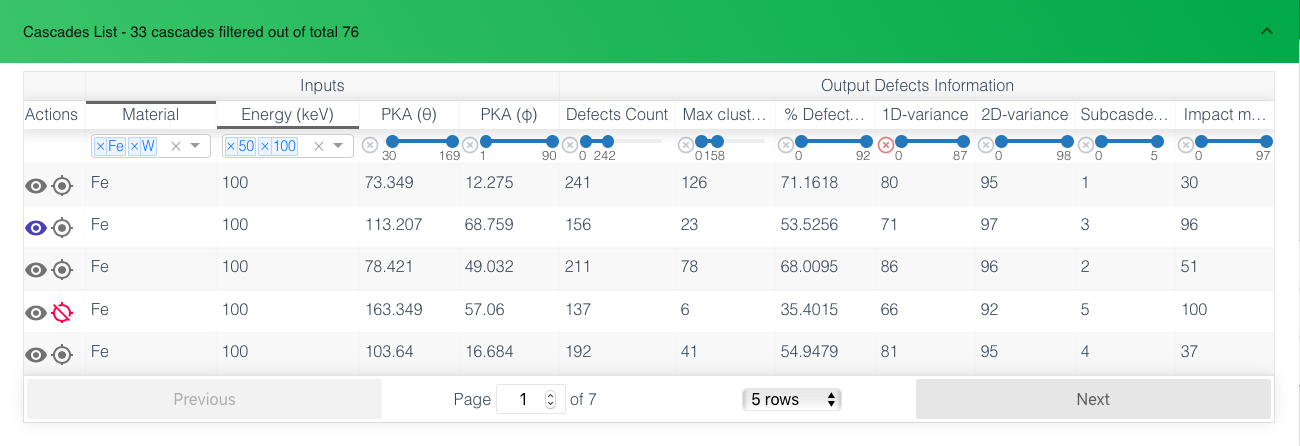 Cascades List - 33 cascades filtered out of total 76
Inputs Output Defects Information
Actions Material Energy (keV) PKA (θ) PKA (ϕ) Defects Count Max clust... % Defect... 1D-variance 2D-variance Subcasde... Impact m...
×Fe ×W × ×50 ×100 × 30 169 1 90 0 242 0 158 0 92 0 87 0 98 0 5 0 97
Fe 100 73.349 12.275 241 126 71.1618 80 95 1 30
Fe 100 113.207 68.759 156 23 53.5256 71 97 3 96
Fe 100 78.421 49.032 211 78 68.0095 86 96 2 51
Fe 100 163.349 57.06 137 6 35.4015 66 92 5 100
Fe 100 103.64 16.684 192 41 54.9479 81 95 4 37
Previous Page 1 of 7 5 rows Next